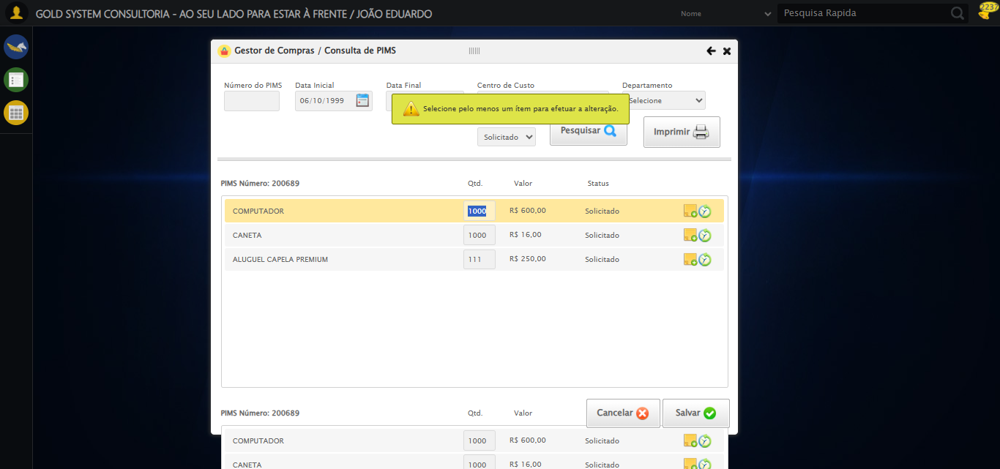 GOLD SYSTEM CONSULTORIA - AO SEU LADO PARA ESTAR À FRENTE / JOÃO EDUARDO
Nome
Pesquisa Rapida
2237
Gestor de Compras / Consulta de PIMS
Número do PIMS Data Inicial Data Final Centro de Custo Departamento
06/10/1999 Selecione
Selecione pelo menos um ítem para efetuar a alteração.
Solicitado Pesquisar Imprimir
PIMS Número: 200689 Qtd. Valor Status
COMPUTADOR 1000 R$ 600,00 Solicitado
CANETA 1000 R$ 16,00 Solicitado
ALUGUEL CAPELA PREMIUM 111 R$ 250,00 Solicitado
PIMS Número: 200689 Qtd. Valor Cancelar Salvar
COMPUTADOR 1000 R$ 600,00 Solicitado
CANETA 1000 R$ 16,00 Solicitado